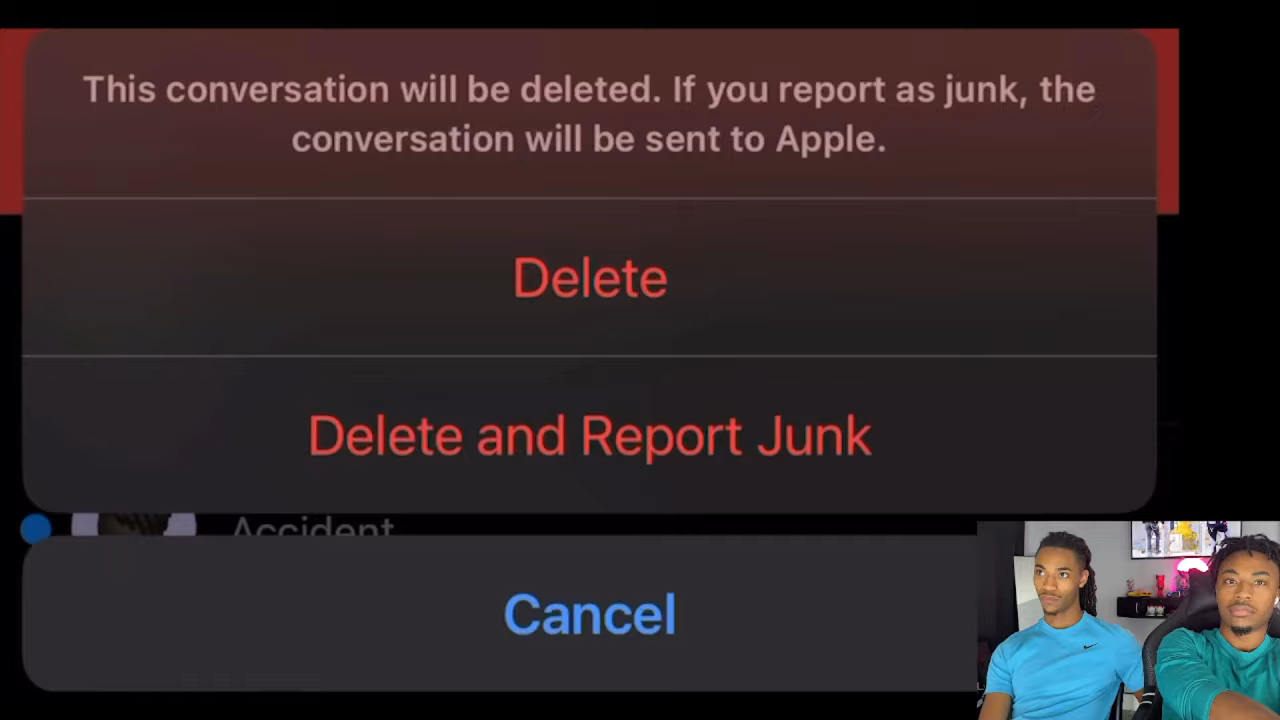 This conversation will be deleted. If you report as junk, the
conversation will be sent to Apple.
Delete
Delete and Report Junk
Accident
Cancel